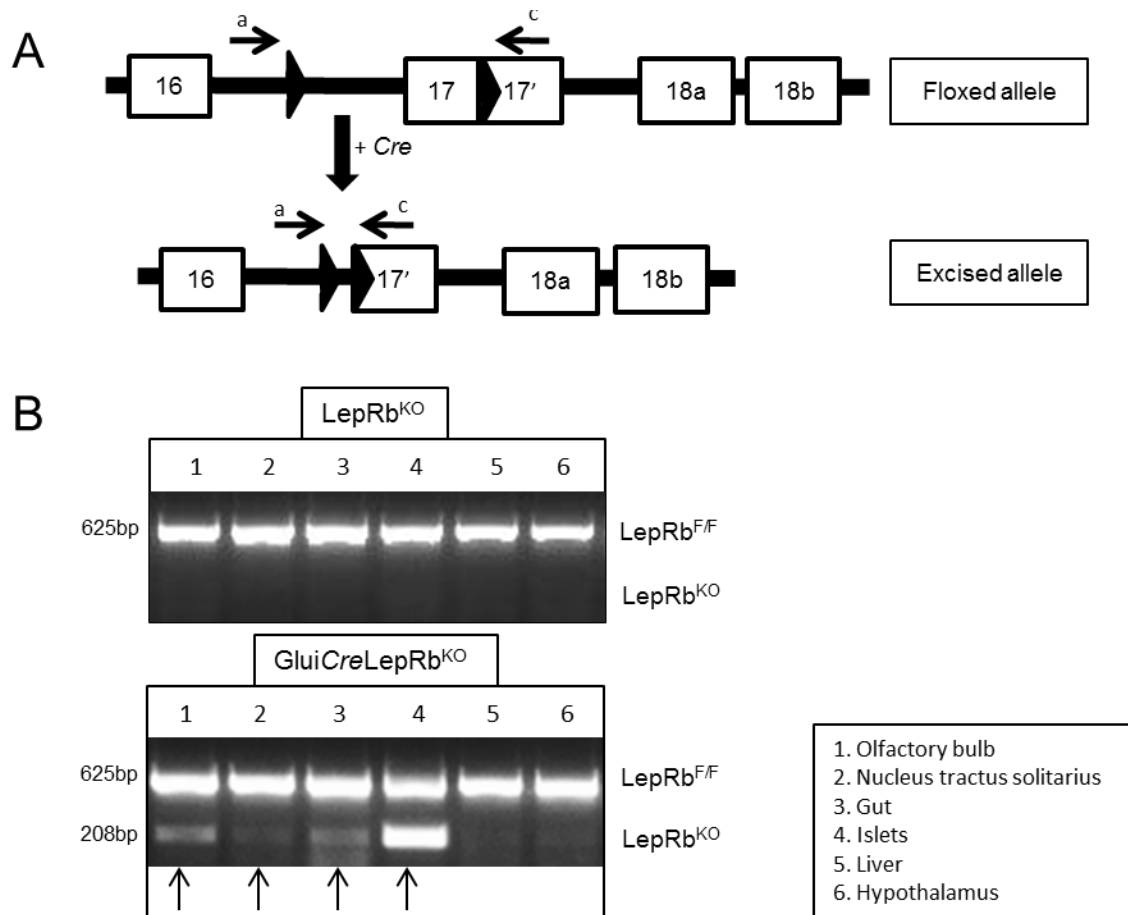 A
a
c
16
17
17'
18a
18b
Floxed allele
+ Cre
a
c
16
17'
18a
18b
Excised allele
B
LepRbKO
1 2 3 4 5 6
625bp
LepRbF/F
LepRbKO
GluiCreLepRbKO
1 2 3 4 5 6
625bp
LepRbF/F
208bp
LepRbKO
1. Olfactory bulb
2. Nucleus tractus solitarius
3. Gut
4. Islets
5. Liver
6. Hypothalamus